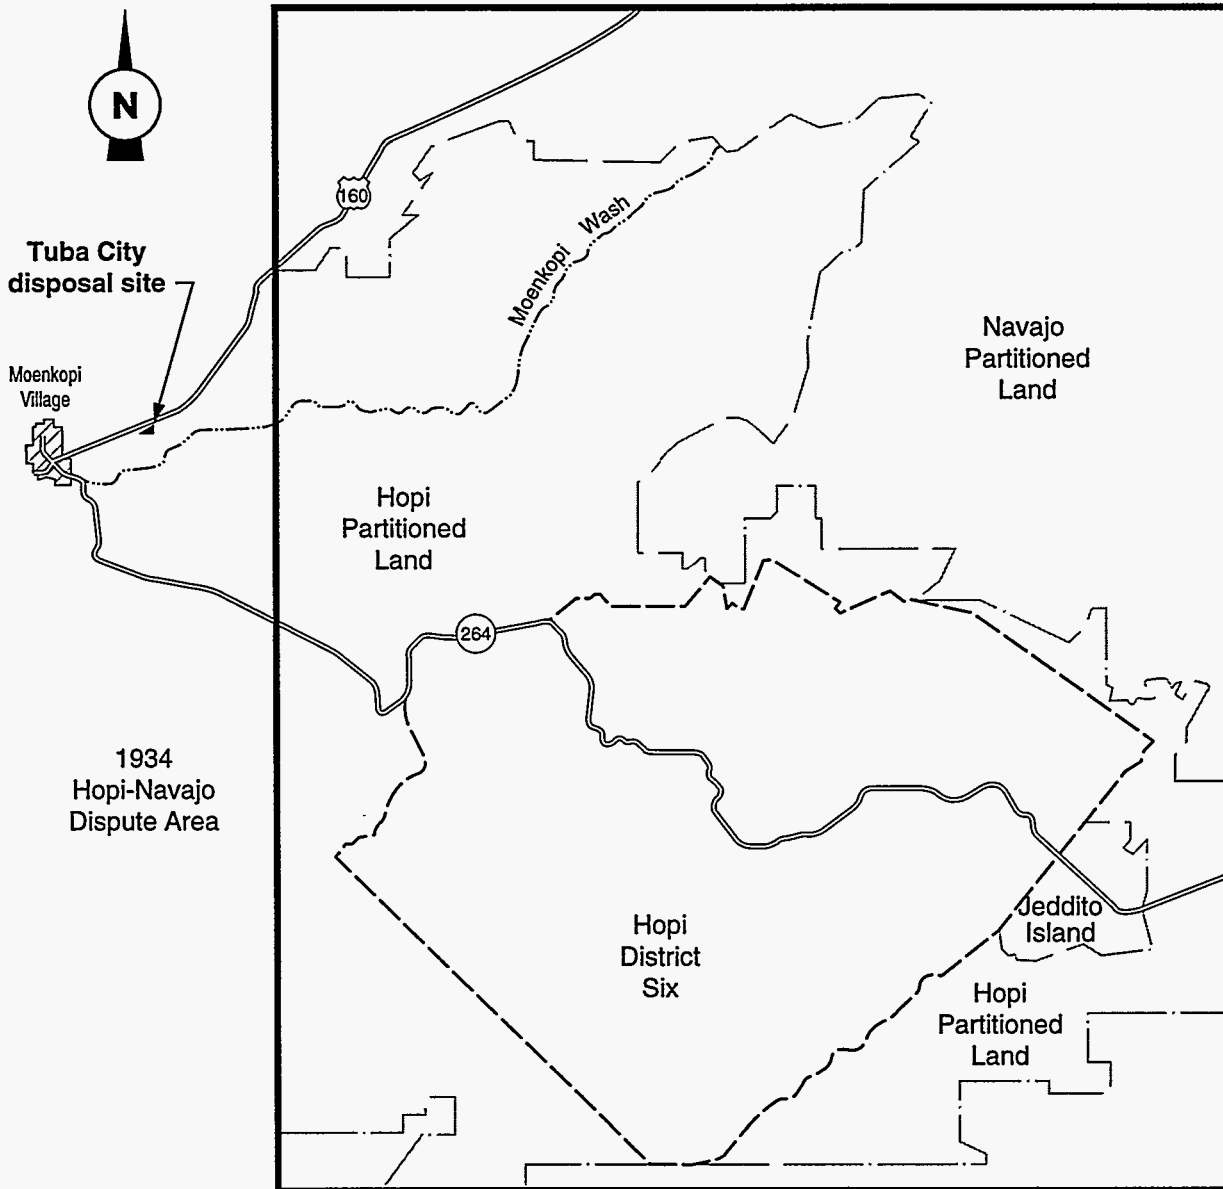 N
160
Tuba City
disposal site
Moenkopi Wash
Navajo
Partitioned
Land
Moenkopi
Village
Hopi
Partitioned
Land
264
1934
Hopi-Navajo
Dispute Area
Jeddito
Island
Hopi
District
Six
Hopi
Partitioned
Land